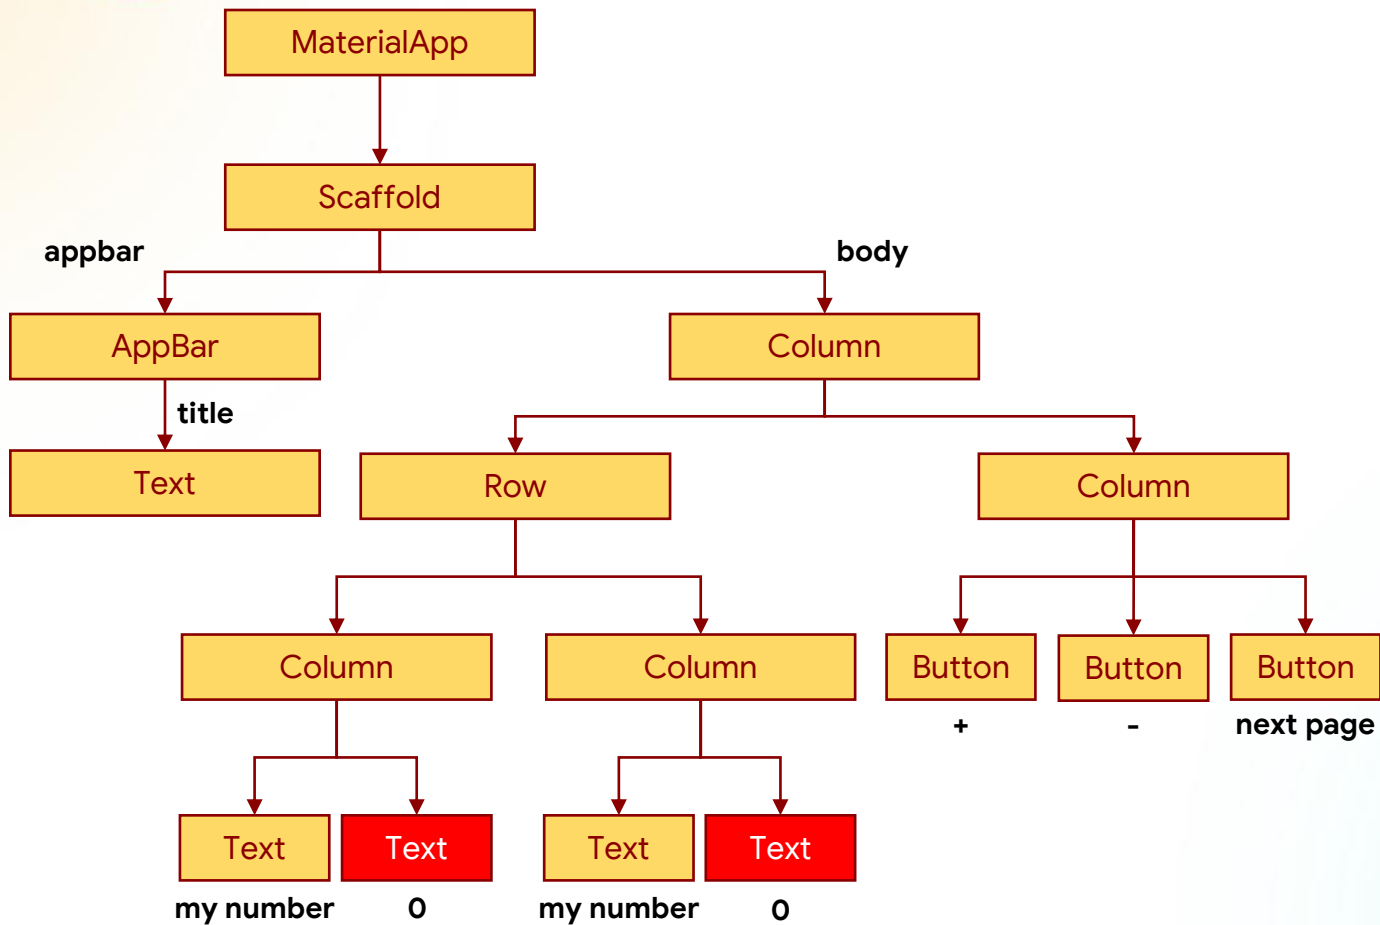 MaterialApp
Scaffold
appbar
body
AppBar
Column
title
Text
Row
Column
Column
Column
Button
Button
Button
+
-
next page
Text
Text
Text
Text
my number
0
my number
0